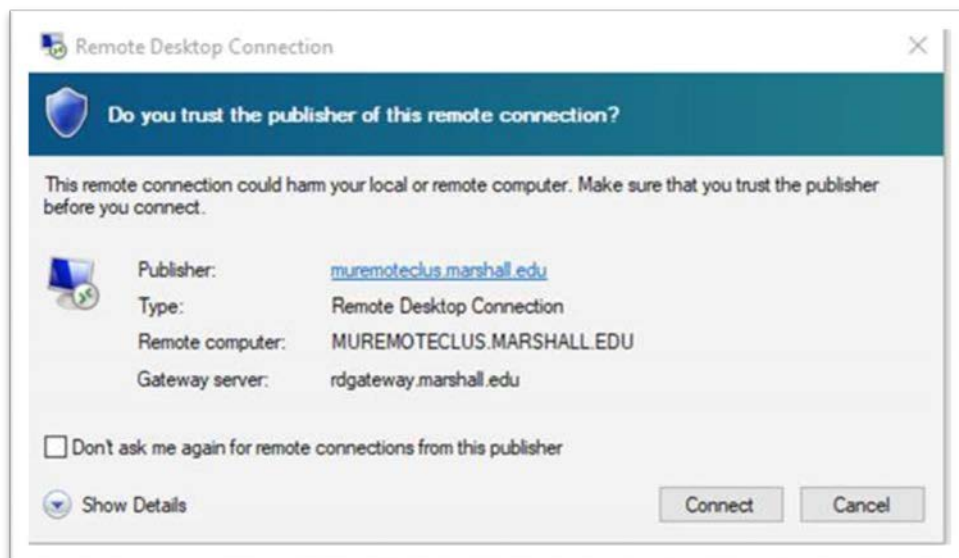 Remote Desktop Connection
Do you trust the publisher of this remote connection?
This remote connection could harm your local or remote computer. Make sure that you trust the publisher
before you connect.
Publisher: muremoteclus.marshall.edu
Type: Remote Desktop Connection
Remote computer: MUREMOTECLUS.MARSHALL.EDU
Gateway server: rdgateway.marshall.edu
Don't ask me again for remote connections from this publisher
Show Details Connect Cancel